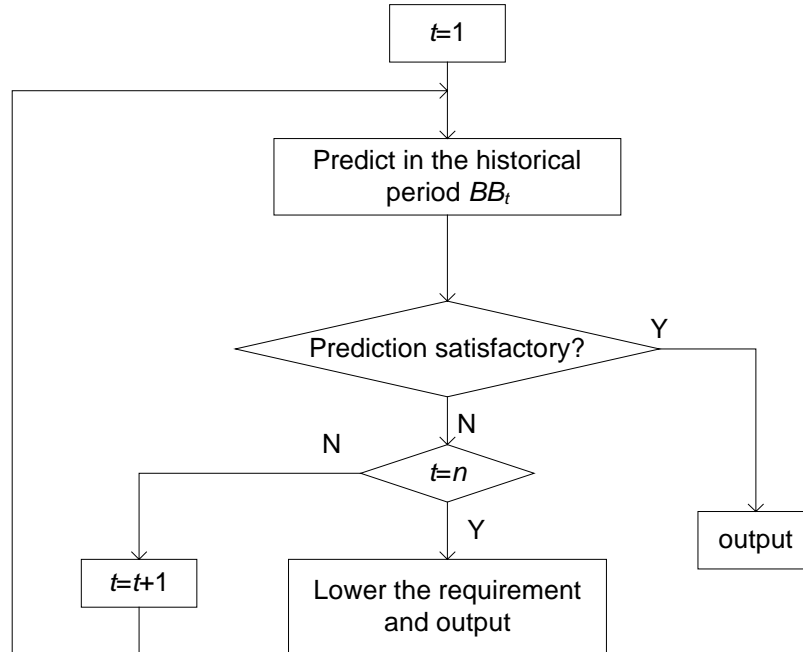 t=1
Predict in the historical
period BBt
Prediction satisfactory?
Y
N
N
t=n
Y
output
t=t+1
Lower the requirement
and output